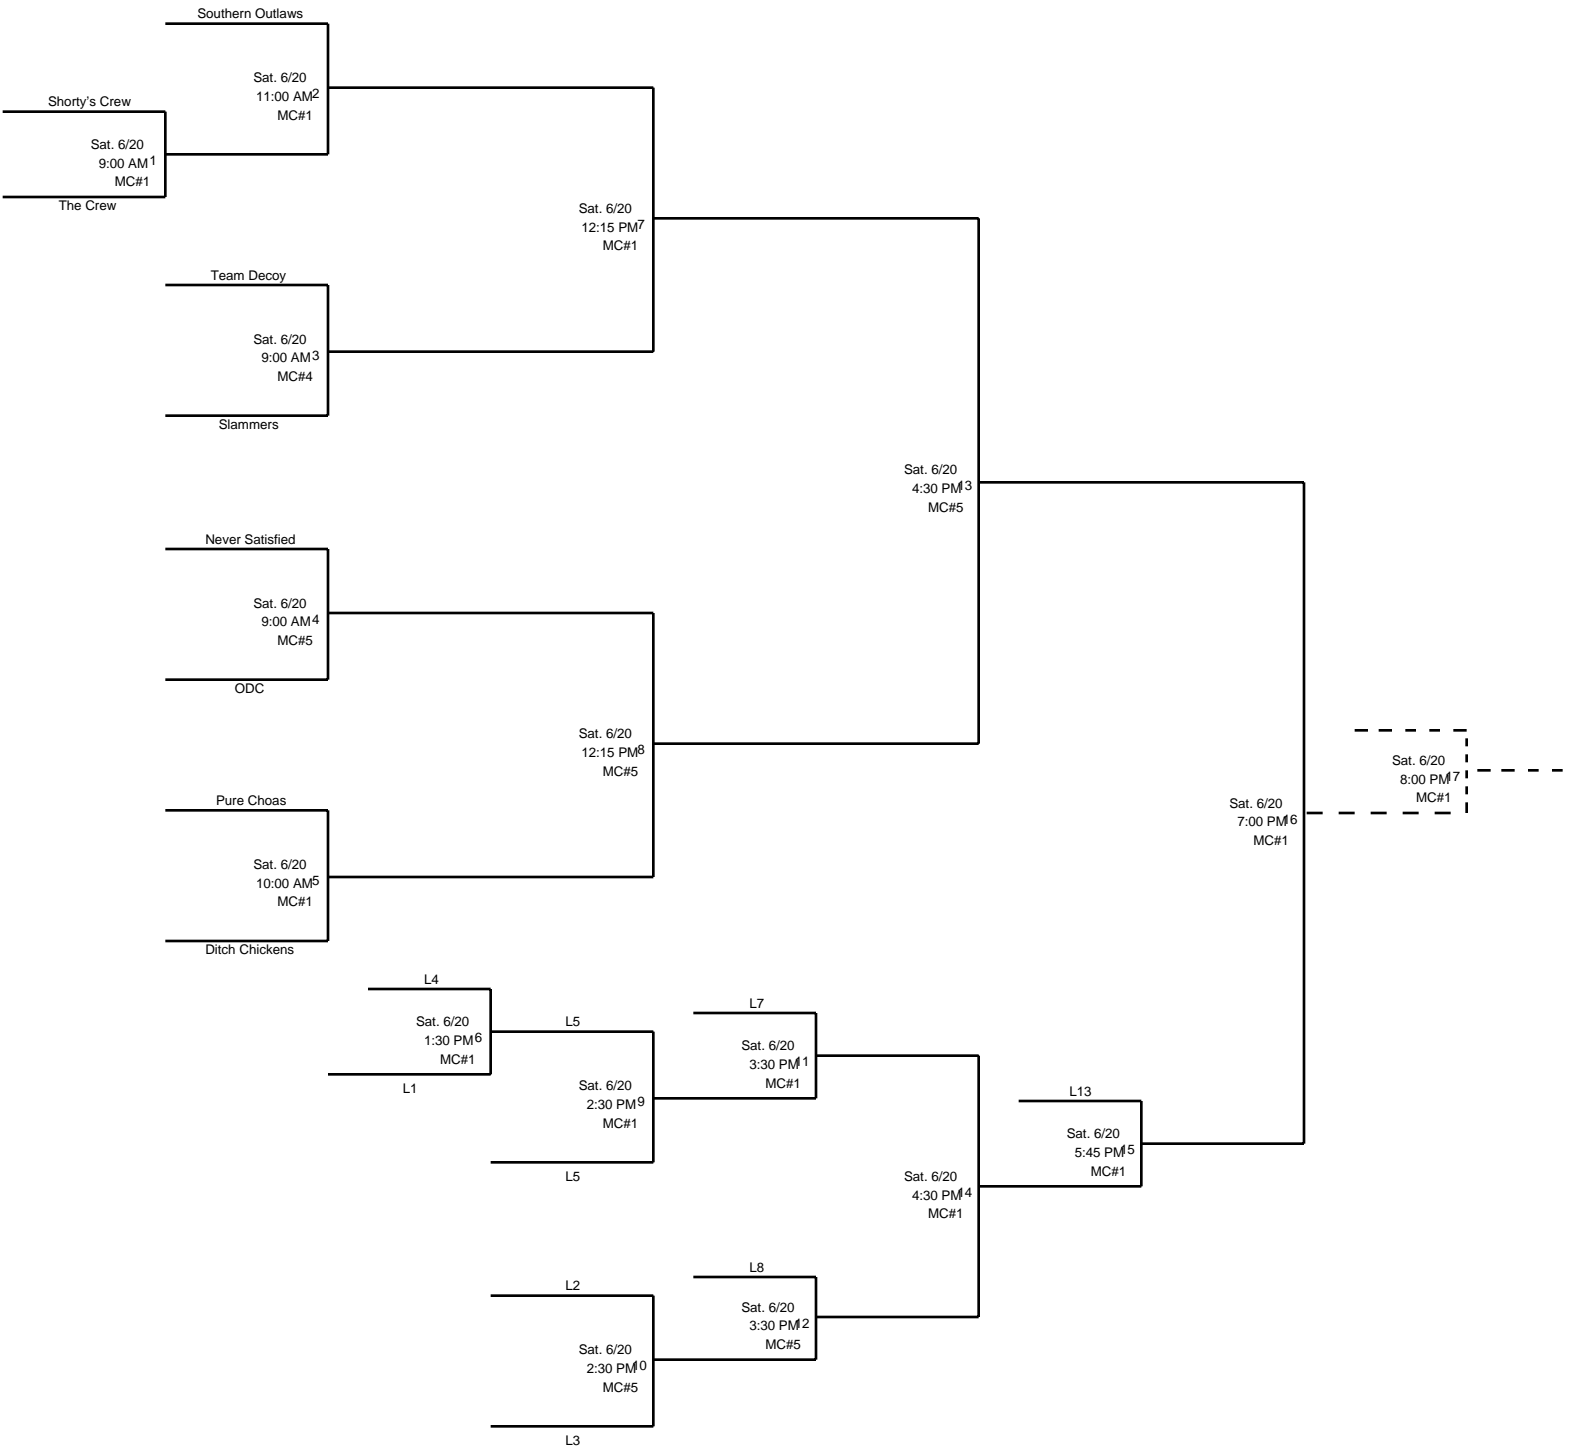 Southern Outlaws
Sat. 6/20
11:00 AM 2
MC#1
Shorty's Crew
Sat. 6/20
9:00 AM 1
MC#1
The Crew
Sat. 6/20
12:15 PM 7
MC#1
Team Decoy
Sat. 6/20
9:00 AM 3
MC#4
Slammers
Sat. 6/20
4:30 PM 13
MC#5
Never Satisfied
Sat. 6/20
9:00 AM 4
MC#5
ODC
Sat. 6/20
12:15 PM 8
MC#5
Sat. 6/20
8:00 PM 17
MC#1
Pure Choas
Sat. 6/20
7:00 PM 16
MC#1
Sat. 6/20
10:00 AM 5
MC#1
Ditch Chickens
L4
Sat. 6/20
1:30 PM 6
MC#1
L1
L5
Sat. 6/20
2:30 PM 9
MC#1
L5
L7
Sat. 6/20
3:30 PM 11
MC#1
L13
Sat. 6/20
5:45 PM 15
MC#1
Sat. 6/20
4:30 PM 14
MC#1
L8
Sat. 6/20
3:30 PM 12
MC#5
L2
Sat. 6/20
2:30 PM 10
MC#5
L3